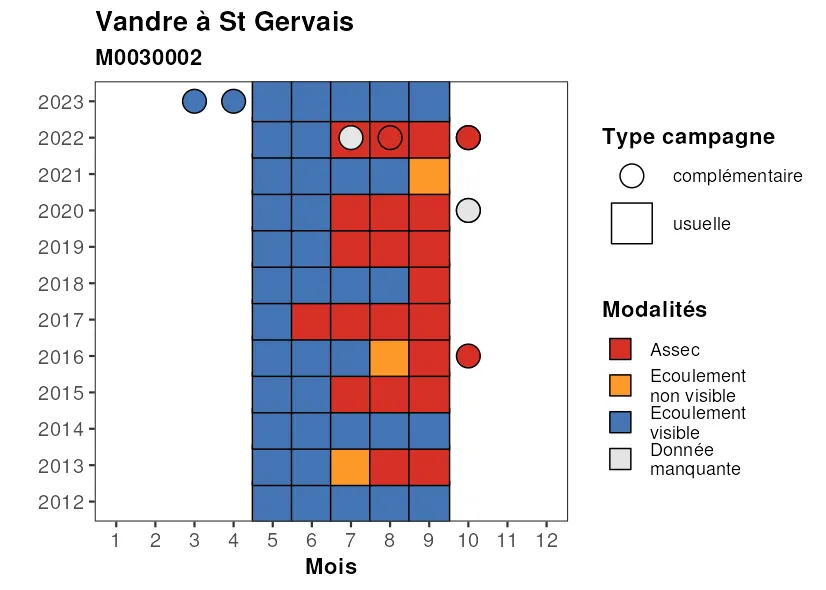 Vandre à St Gervais
M0030002
2023
2022
2021
2020
2019
2018
2017
2016
2015
2014
2013
2012
1 2 3 4 5 6 7 8 9 10 11 12
Mois
Type campagne
complémentaire
usuelle
Modalités
Assec
Ecoulement
non visible
Ecoulement
visible
Donnée
manquante